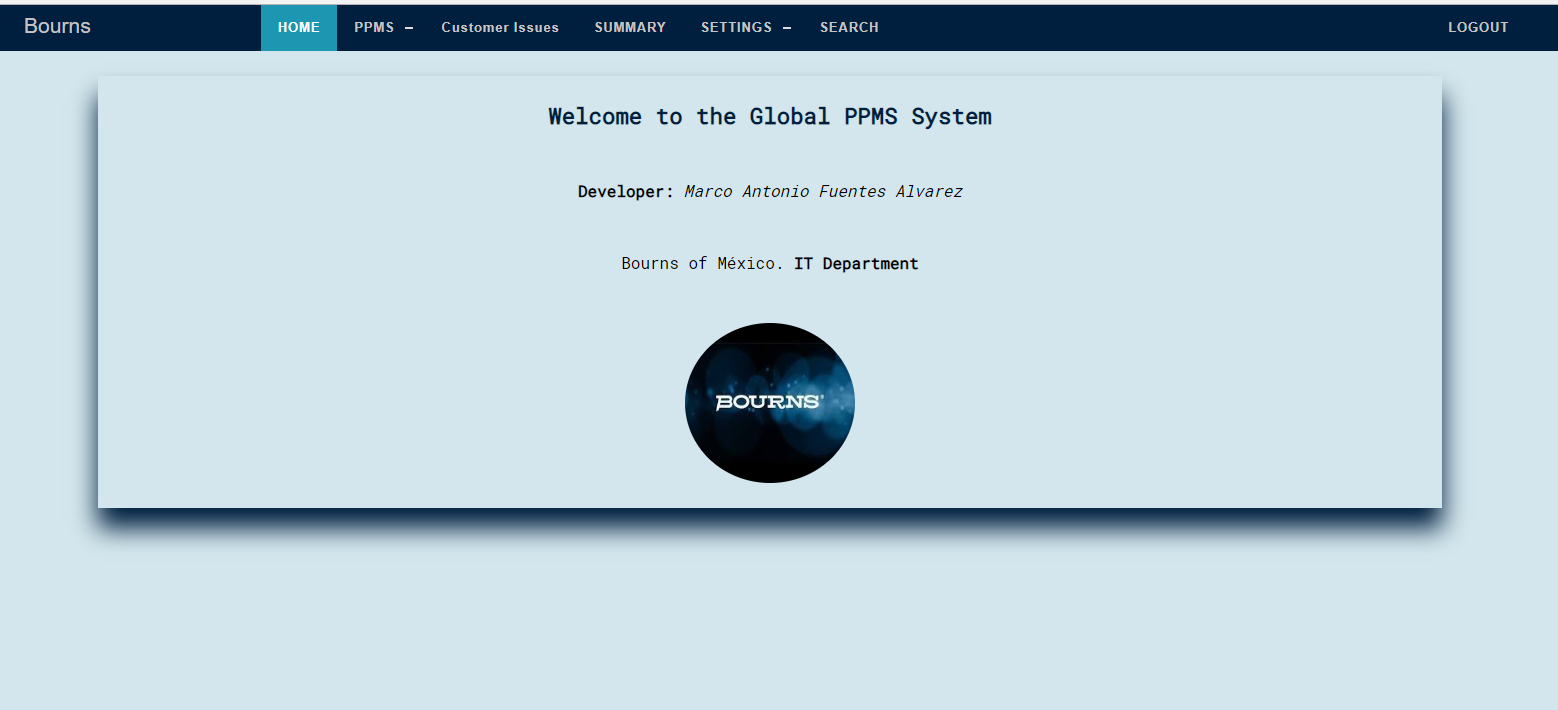 Bourns HOME PPMS – Customer Issues SUMMARY SETTINGS – SEARCH LOGOUT
Welcome to the Global PPMS System
Developer: Marco Antonio Fuentes Alvarez
Bourns of México. IT Department
BOURNS®